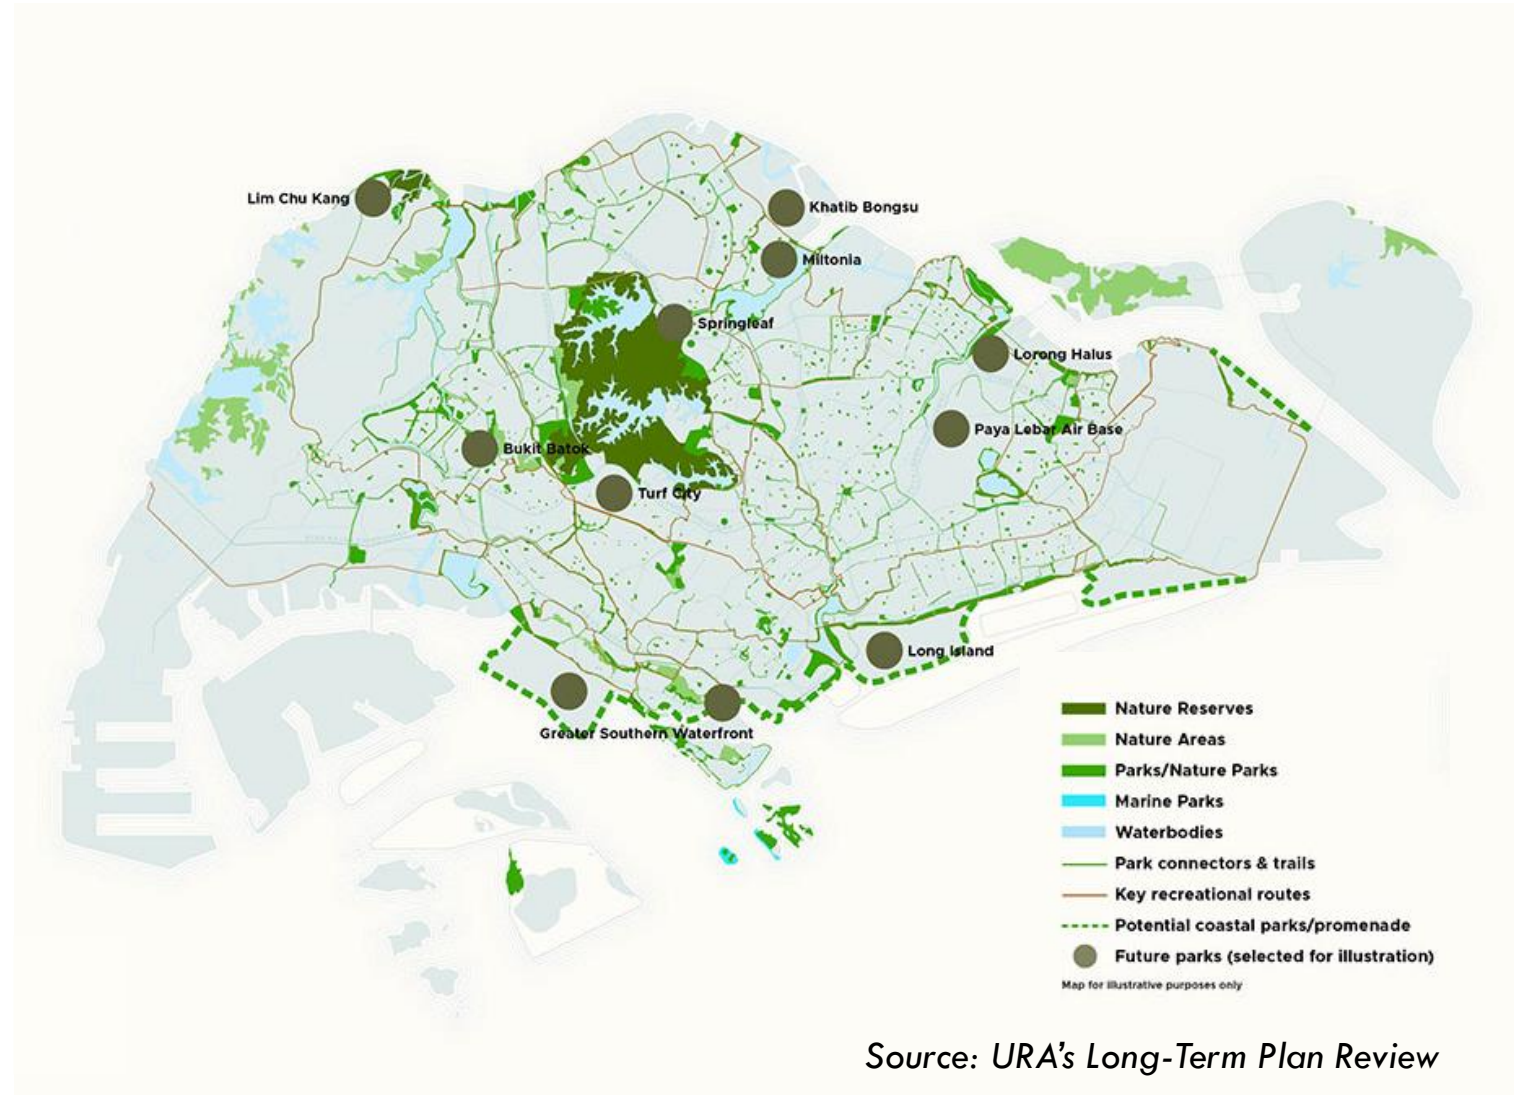 Lim Chu Kang
Khatib Bongsu
Miltonia
Springleaf
Lorong Halus
Paya Lebar Air Base
Bukit Batok
Turf City
Long Island
Greater Southern Waterfront
Nature Reserves
Nature Areas
Parks/Nature Parks
Marine Parks
Waterbodies
Park connectors & trails
Key recreational routes
Potential coastal parks/promenade
Future parks (selected for illustration)
Map for illustrative purposes only
Source: URA’s Long-Term Plan Review